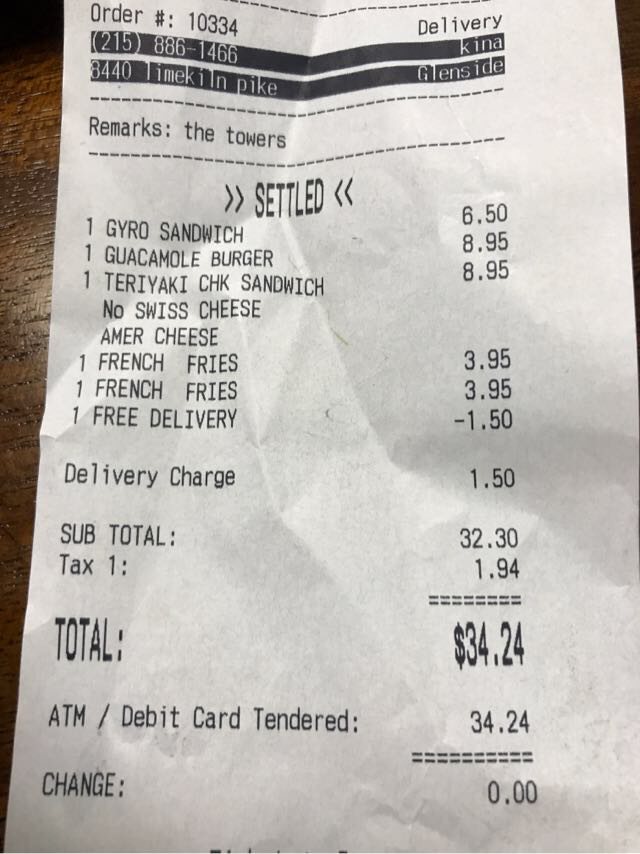 Order #: 10334 Delivery
(215) 886-1466 kina
8440 limekiln pike Glenside
Remarks: the towers
>> SETTLED <<
1 GYRO SANDWICH 6.50
1 GUACAMOLE BURGER 8.95
1 TERIYAKI CHK SANDWICH 8.95
No SWISS CHEESE
AMER CHEESE
1 FRENCH FRIES 3.95
1 FRENCH FRIES 3.95
1 FREE DELIVERY -1.50
Delivery Charge 1.50
SUB TOTAL: 32.30
Tax 1: 1.94
TOTAL: $34.24
ATM / Debit Card Tendered: 34.24
CHANGE: 0.00